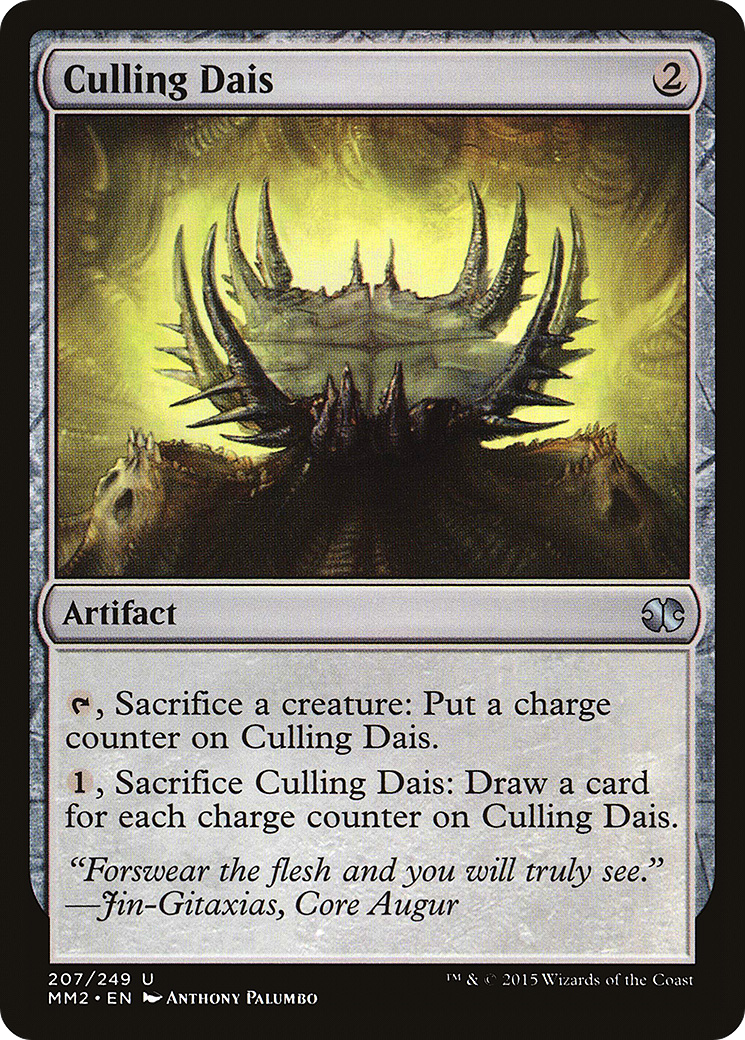 Culling Dais 2
Artifact
, Sacrifice a creature: Put a charge
counter on Culling Dais.
1, Sacrifice Culling Dais: Draw a card
for each charge counter on Culling Dais.
“Forswear the flesh and you will truly see.”
—Jin-Gitaxias, Core Augur
207/249 U
™ & © 2015 Wizards of the Coast
MM2 • EN Anthony Palumbo